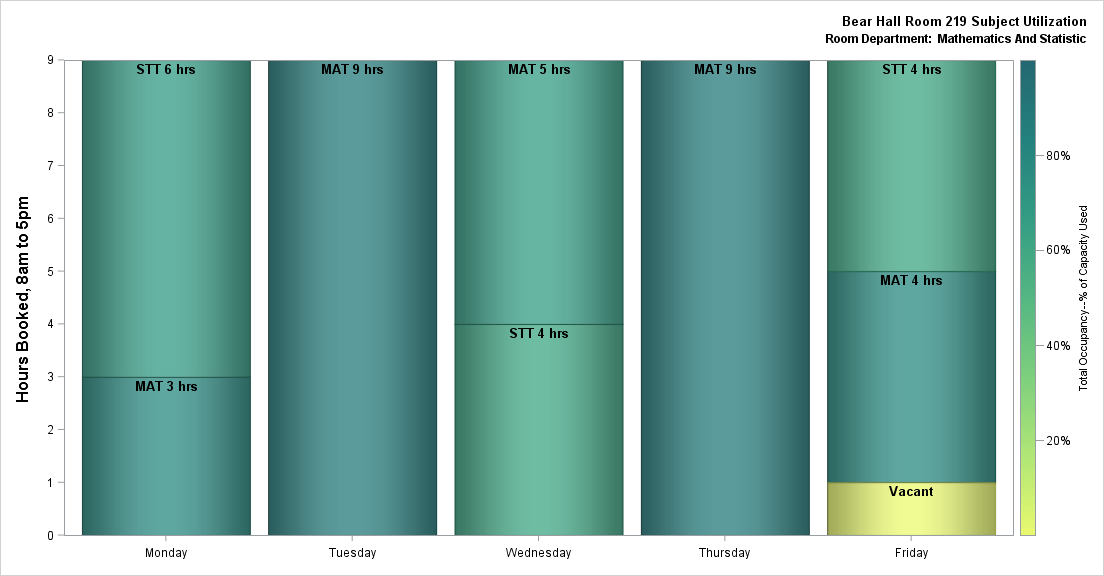 Bear Hall Room 219 Subject Utilization
Room Department: Mathematics And Statistic
Hours Booked, 8am to 5pm
9
8
7
6
5
4
3
2
1
0
STT 6 hrs
MAT 3 hrs
MAT 9 hrs
MAT 5 hrs
STT 4 hrs
MAT 9 hrs
STT 4 hrs
MAT 4 hrs
Vacant
Monday
Tuesday
Wednesday
Thursday
Friday
80%
60%
40%
20%
Total Occupancy--% of Capacity Used